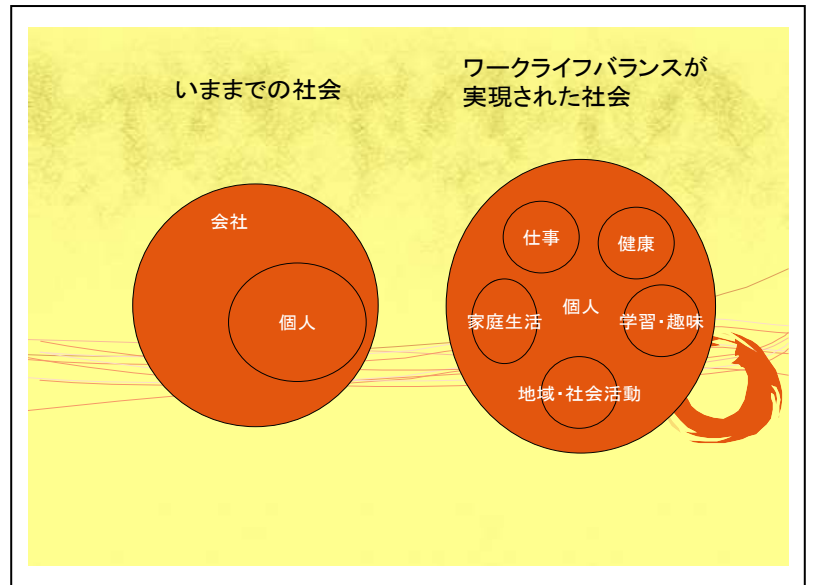 いままでの社会
ワークライフバランスが
実現された社会
会社
個人
仕事
健康
家庭生活
個人
学習・趣味
地域・社会活動